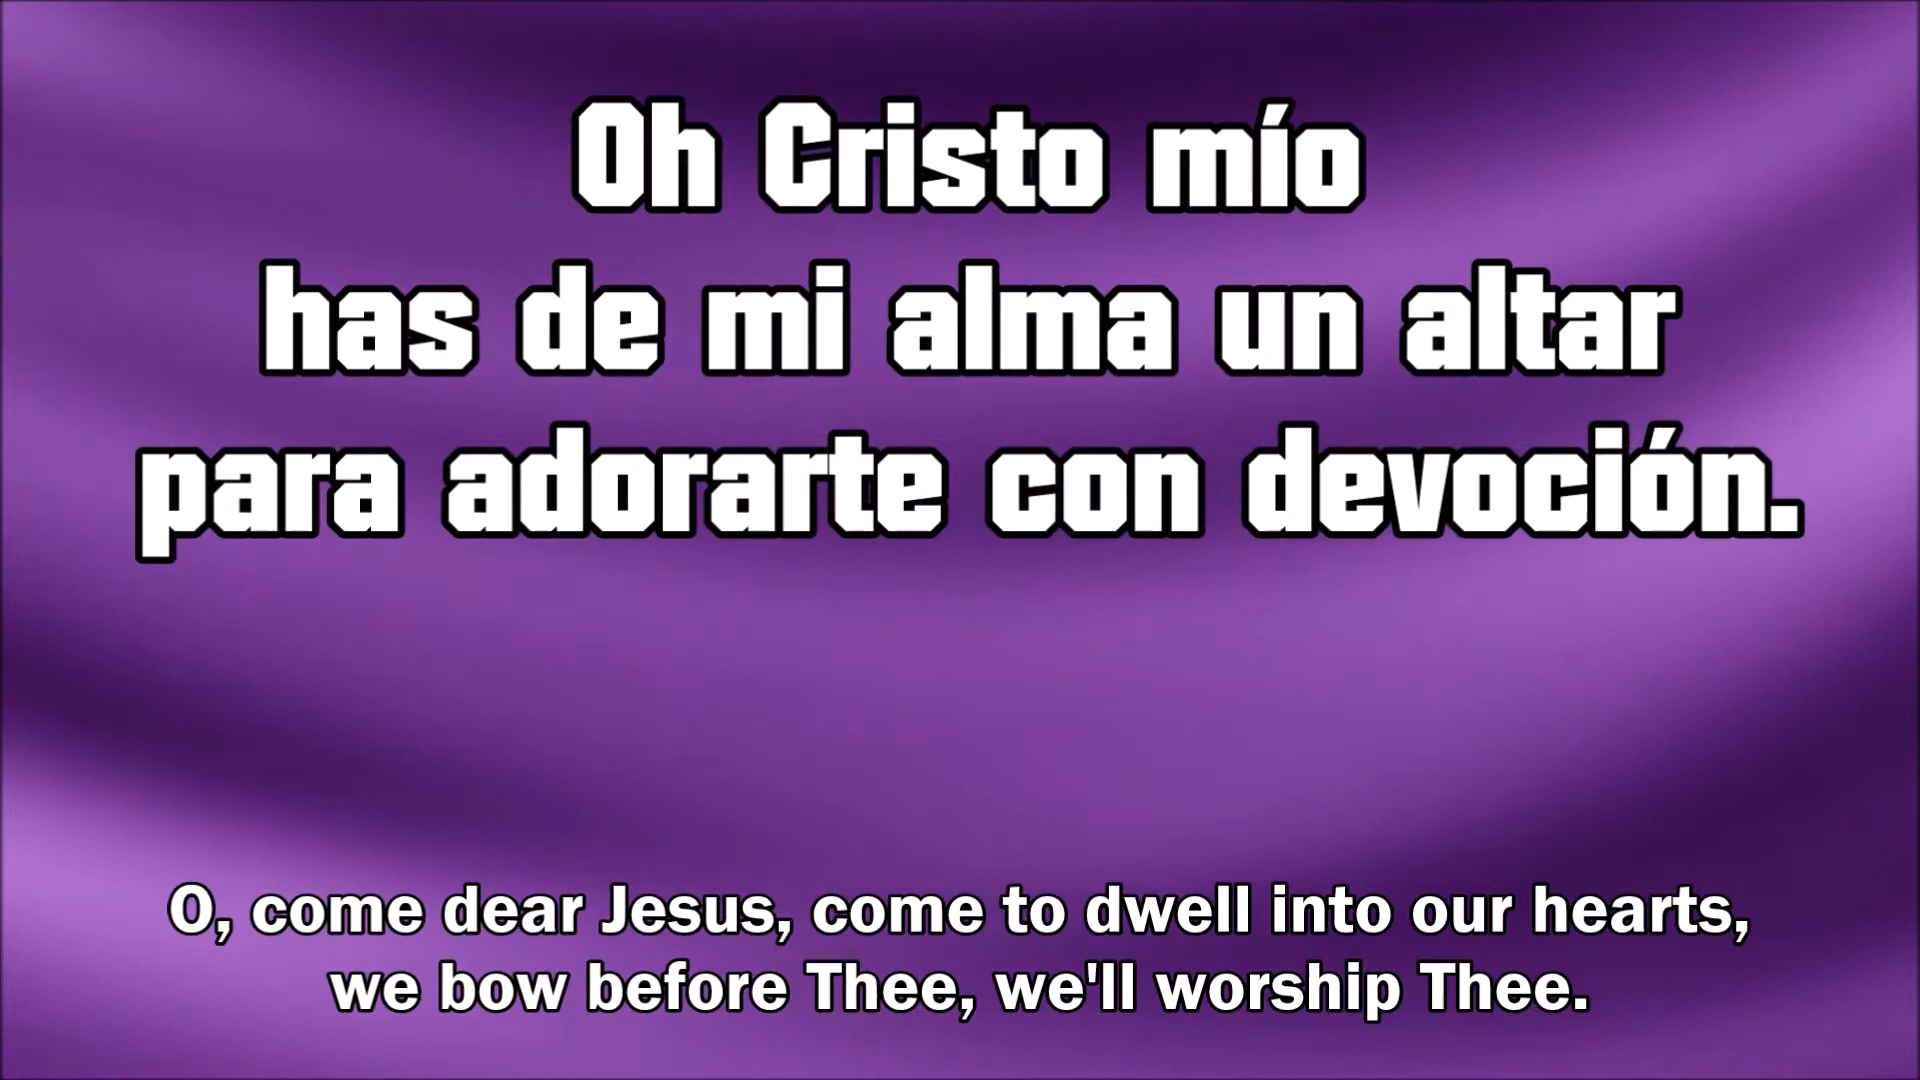 Oh Cristo mío
has de mi alma un altar
para adorarte con devoción.
O, come dear Jesus, come to dwell into our hearts,
we bow before Thee, we'll worship Thee.